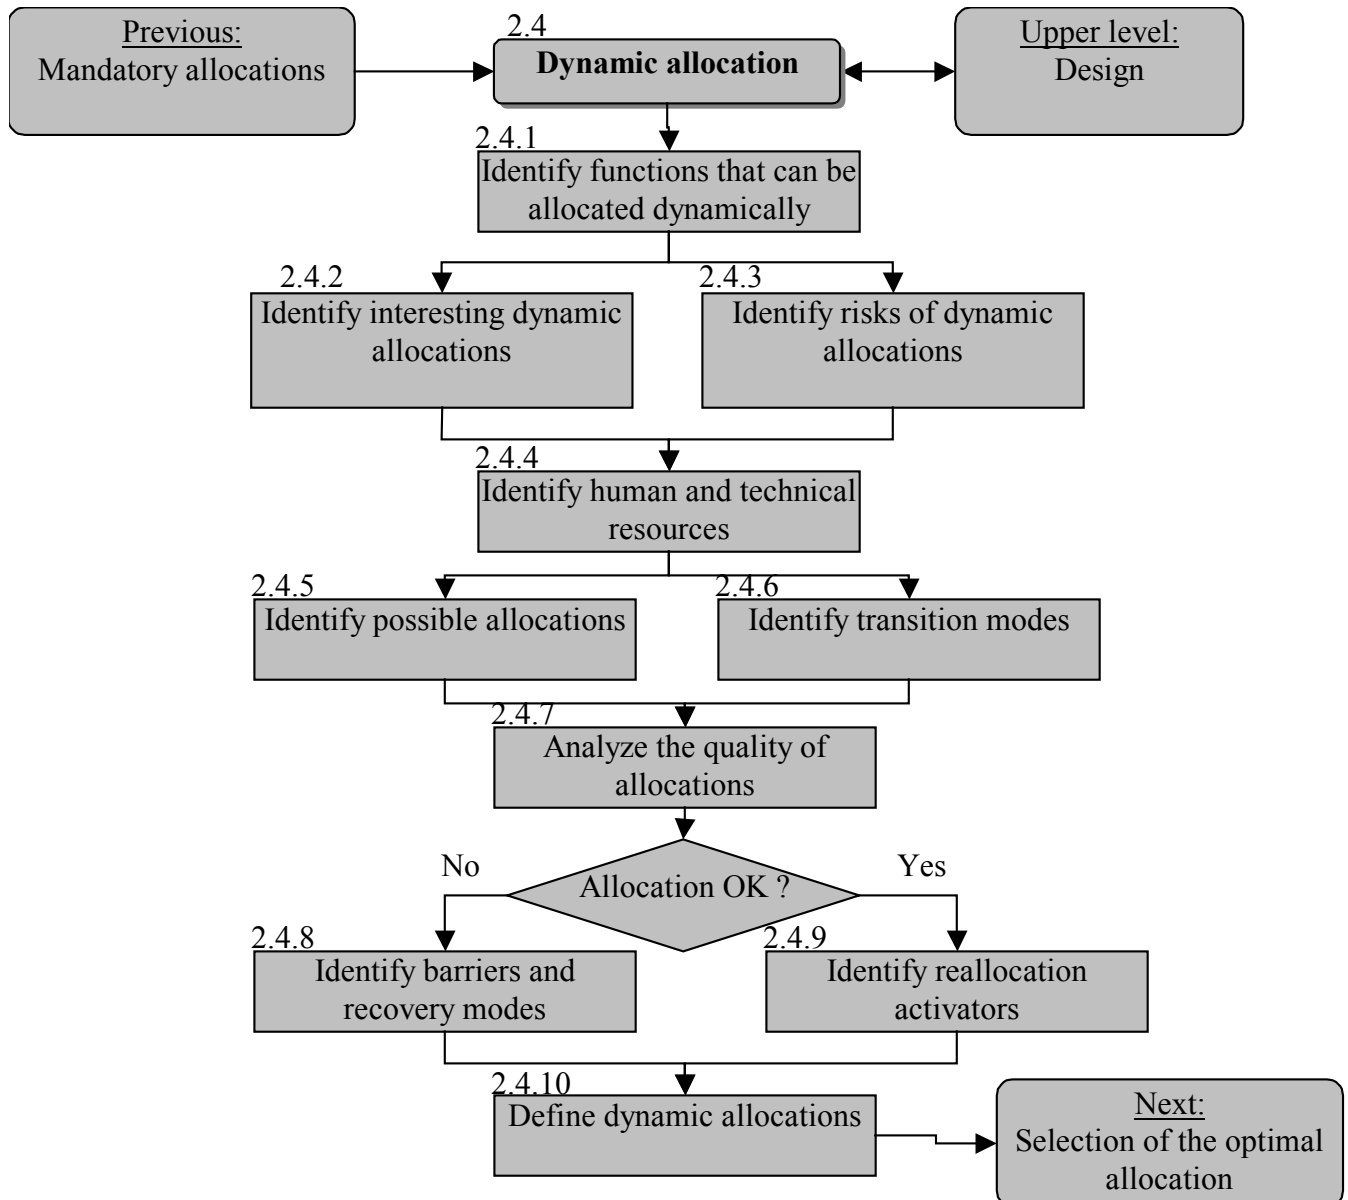 Previous:
Mandatory allocations
2.4
Dynamic allocation
Upper level:
Design
2.4.1
Identify functions that can be
allocated dynamically
2.4.2
Identify interesting dynamic
allocations
2.4.3
Identify risks of dynamic
allocations
2.4.4
Identify human and technical
resources
2.4.5
Identify possible allocations
2.4.6
Identify transition modes
2.4.7
Analyze the quality of
allocations
Allocation OK ?
No
Yes
2.4.8
Identify barriers and
recovery modes
2.4.9
Identify reallocation
activators
2.4.10
Define dynamic allocations
Next:
Selection of the optimal
allocation